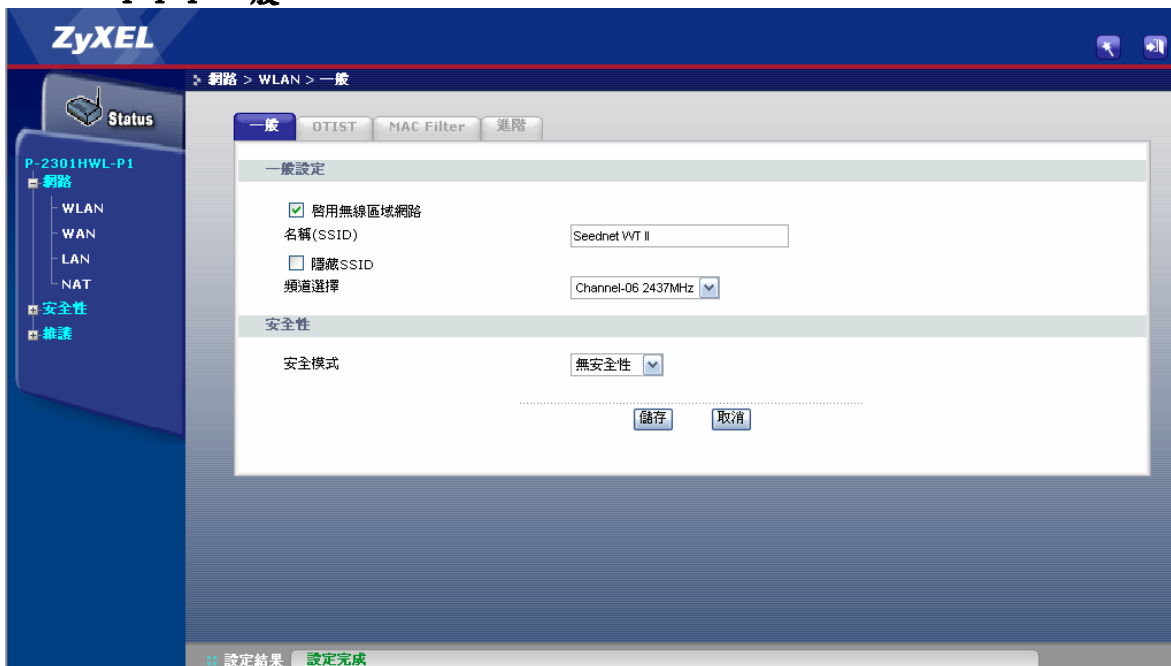 ZyXEL
網路 > WLAN > 一般
Status
一般 OTIST MAC Filter 進階
P-2301HWL-P1
網路
WLAN
WAN
LAN
NAT
安全性
維護
一般設定
啓用無線區域網路
名稱(SSID) Seednet VVT II
隱藏SSID
頻道選擇 Channel-06 2437MHz
安全性
安全模式 無安全性
儲存 取消
設定結果 設定完成